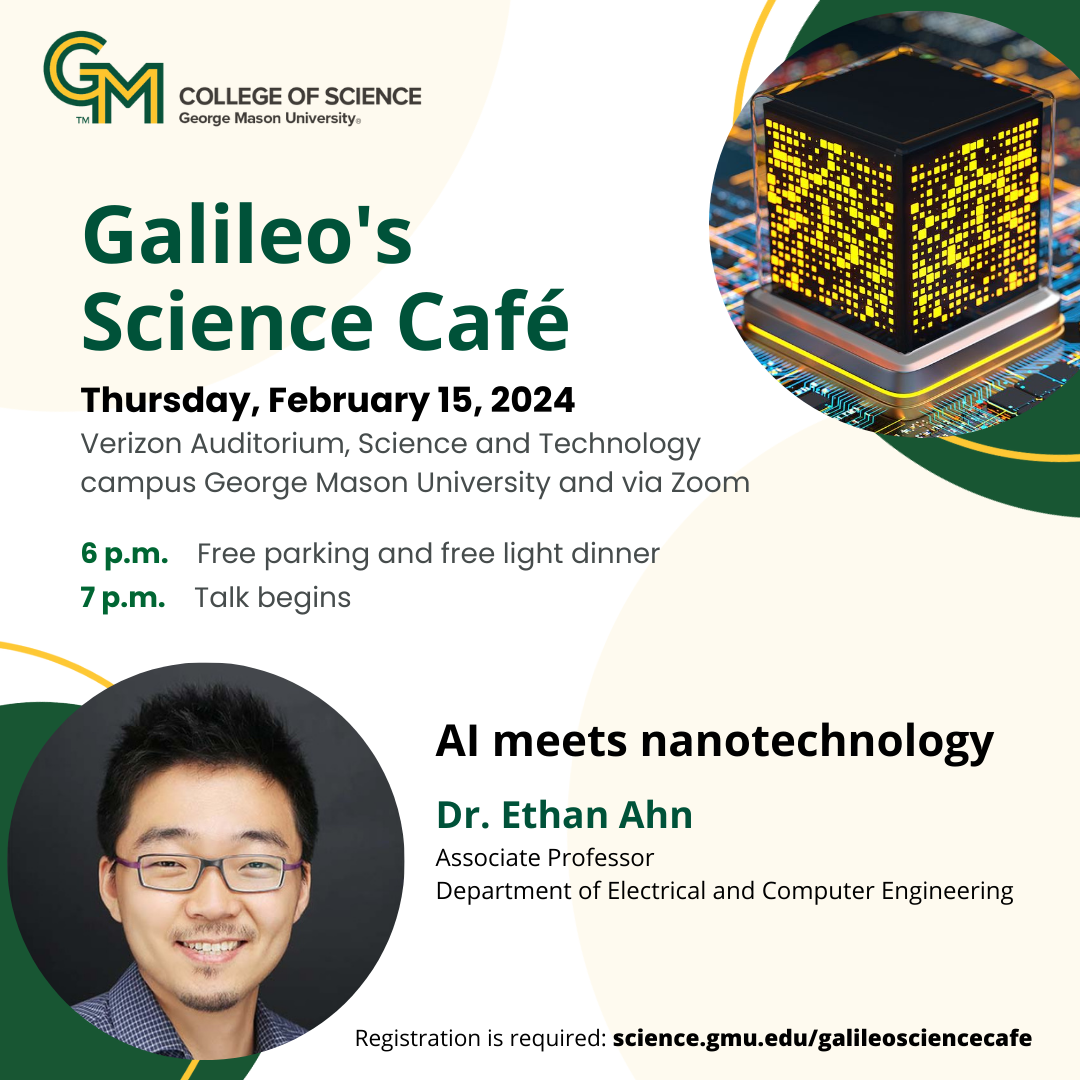 GM
TM
COLLEGE OF SCIENCE
George Mason University®
Galileo's
Science Café
Thursday, February 15, 2024
Verizon Auditorium, Science and Technology
campus George Mason University and via Zoom
6 p.m. Free parking and free light dinner
7 p.m. Talk begins
AI meets nanotechnology
Dr. Ethan Ahn
Associate Professor
Department of Electrical and Computer Engineering
Registration is required: science.gmu.edu/galileosciencecafe